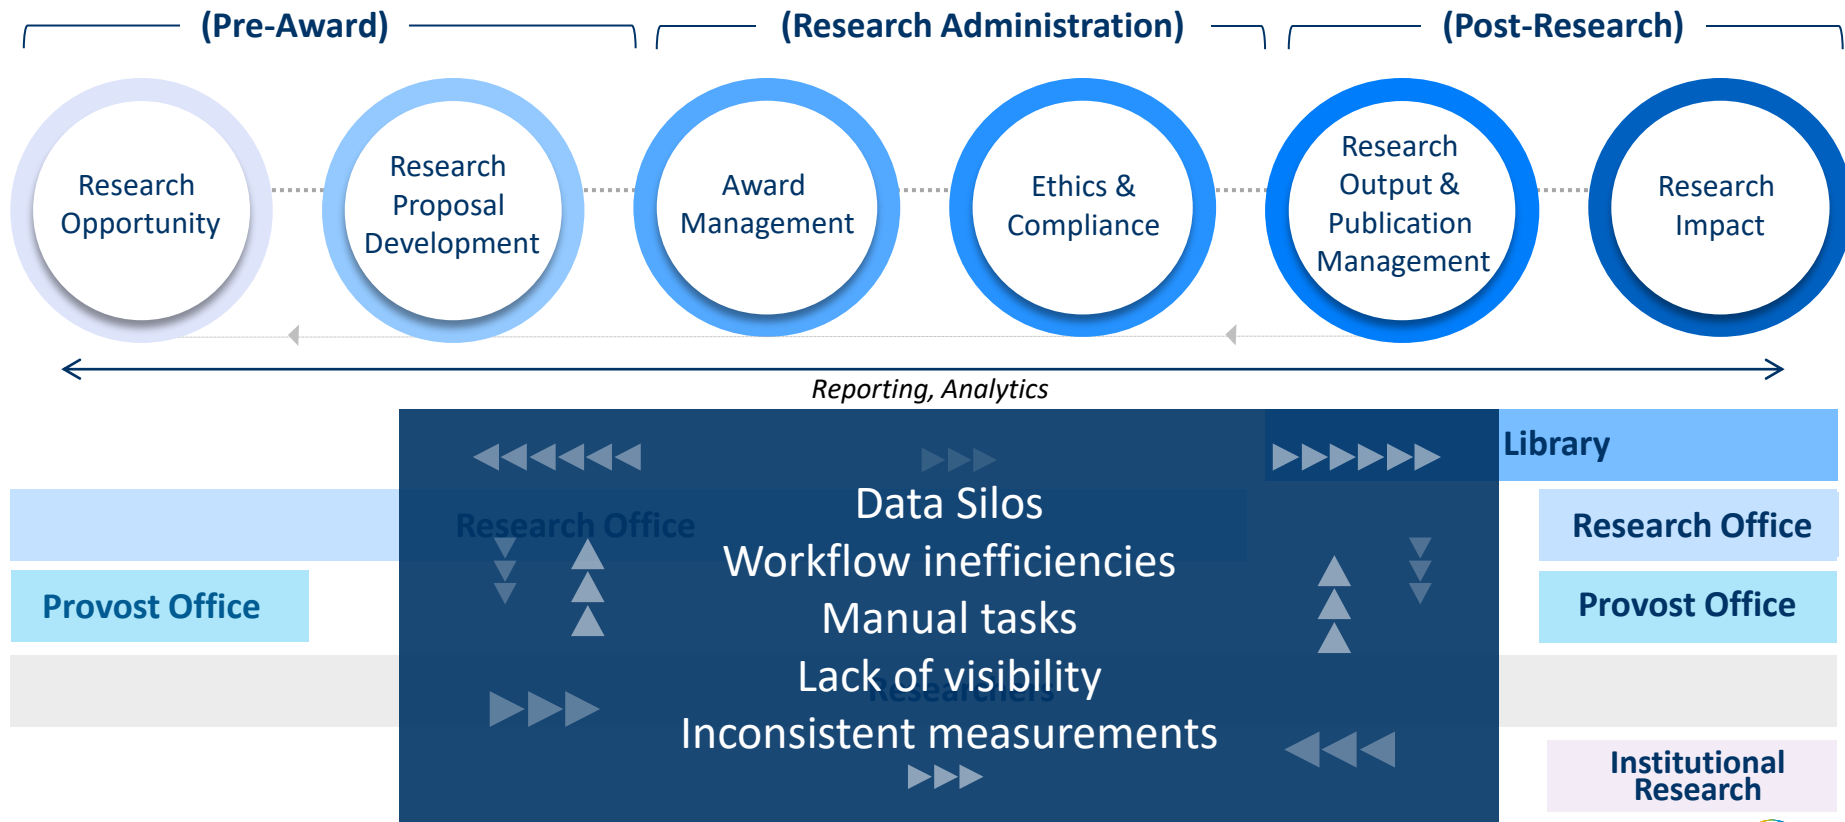 (Pre-Award)
(Research Administration)
(Post-Research)
Research
Opportunity
Research
Proposal
Development
Award
Management
Ethics &
Compliance
Research
Output &
Publication
Management
Research
Impact
Reporting, Analytics
Library
Research Office
Research Office
Provost Office
Provost Office
Researchers
Data Silos
Workflow inefficiencies
Manual tasks
Lack of visibility
Inconsistent measurements
Institutional
Research